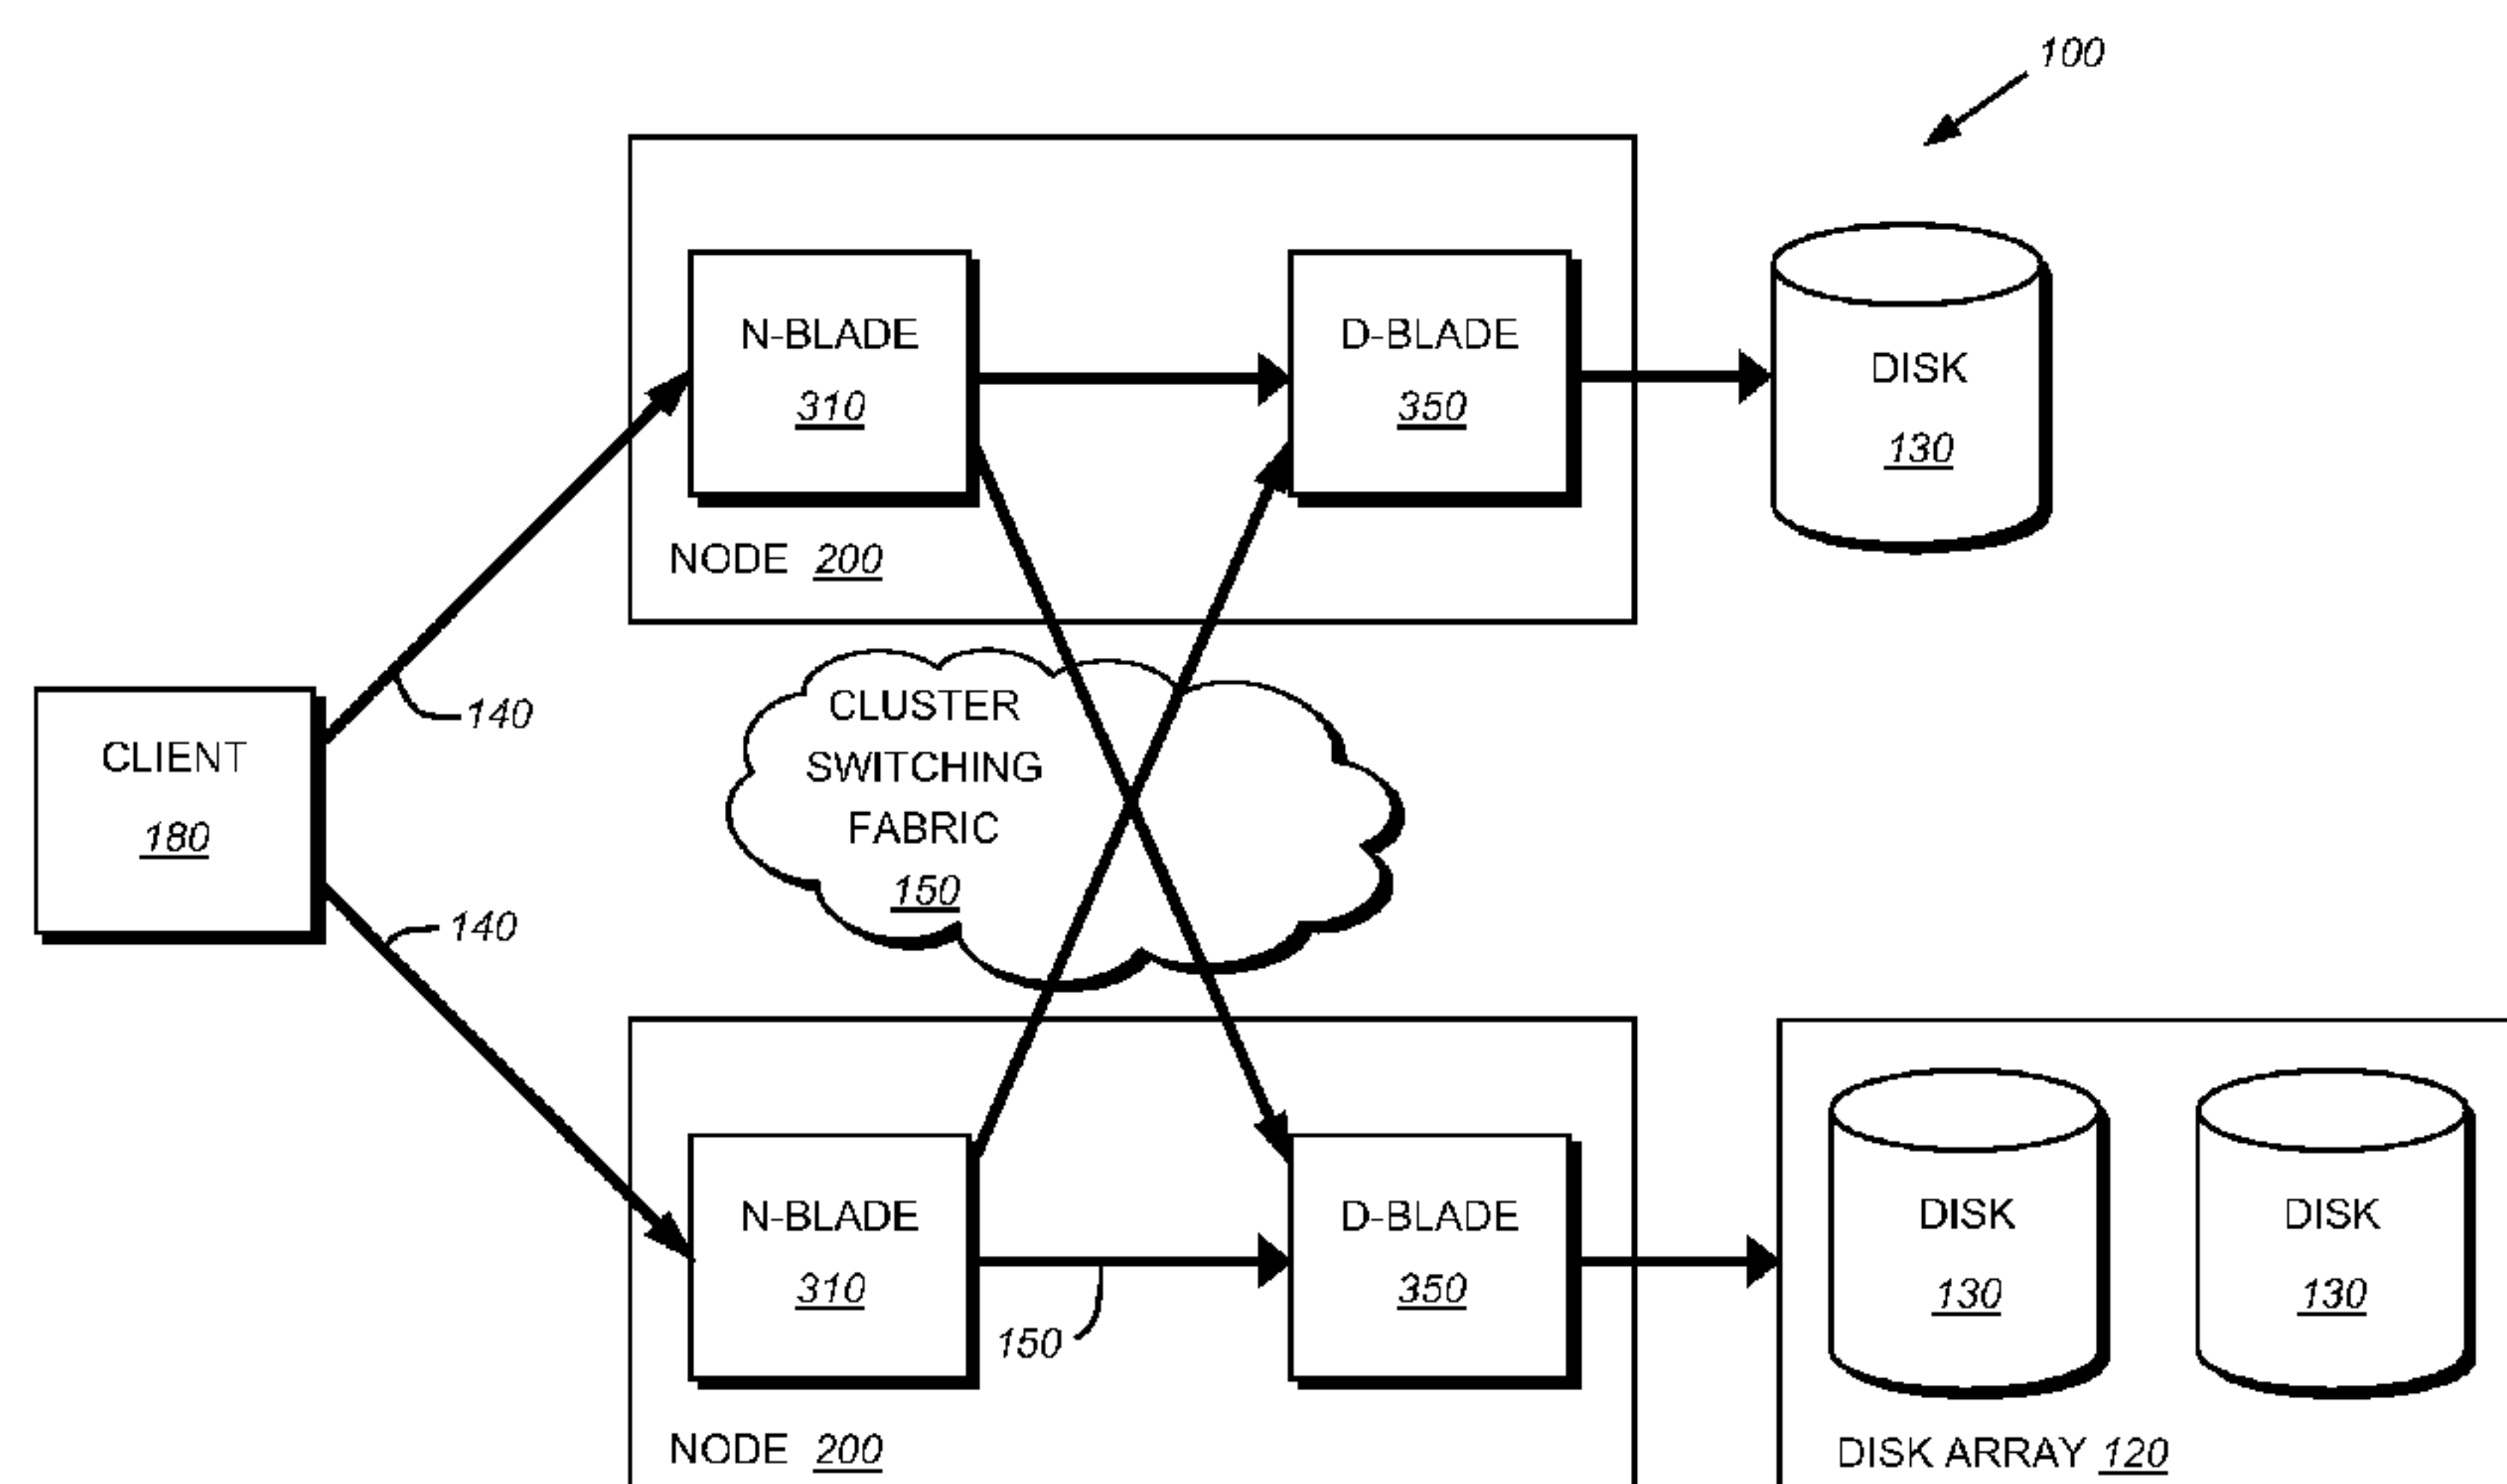 100
N-BLADE
310
D-BLADE
350
DISK
130
NODE 200
CLIENT
180
140
140
CLUSTER
SWITCHING
FABRIC
150
N-BLADE
310
150
D-BLADE
350
NODE 200
DISK
130
DISK
130
DISK ARRAY 120